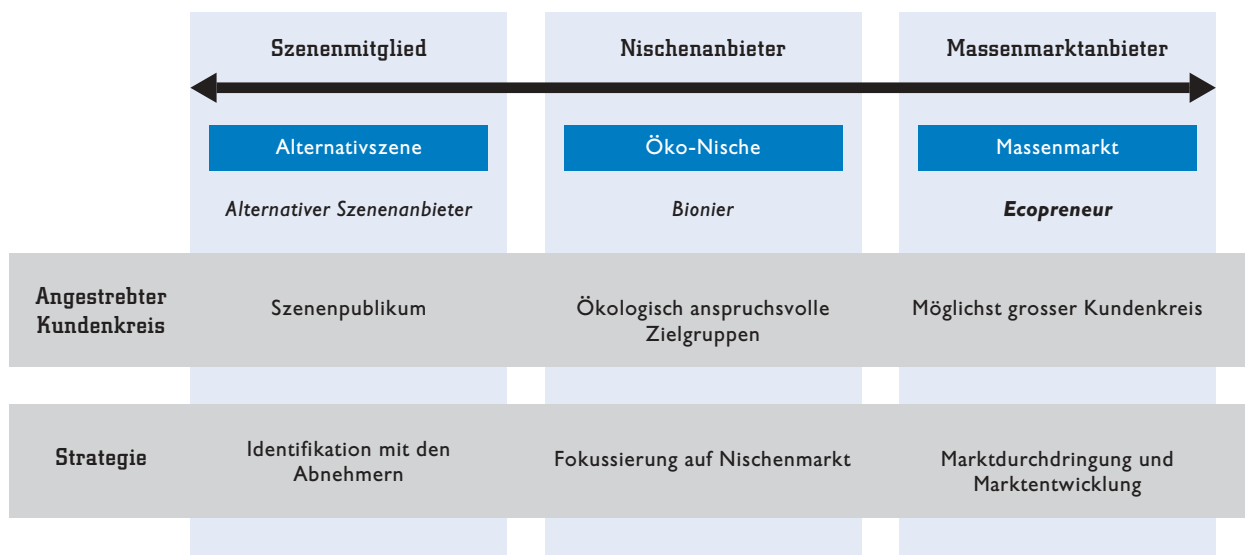 Szenenmitglied Nischenanbieter Massenmarktanbieter
Alternativszene Öko-Nische Massenmarkt
Alternativer Szenenanbieter Bionier Ecopreneur
Angestrebter
Kundenkreis
Szenenpublikum
Ökologisch anspruchsvolle
Zielgruppen
Möglichst grosser Kundenkreis
Strategie
Identifikation mit den
Abnehmern
Fokussierung auf Nischenmarkt
Marktdurchdringung und
Marktentwicklung